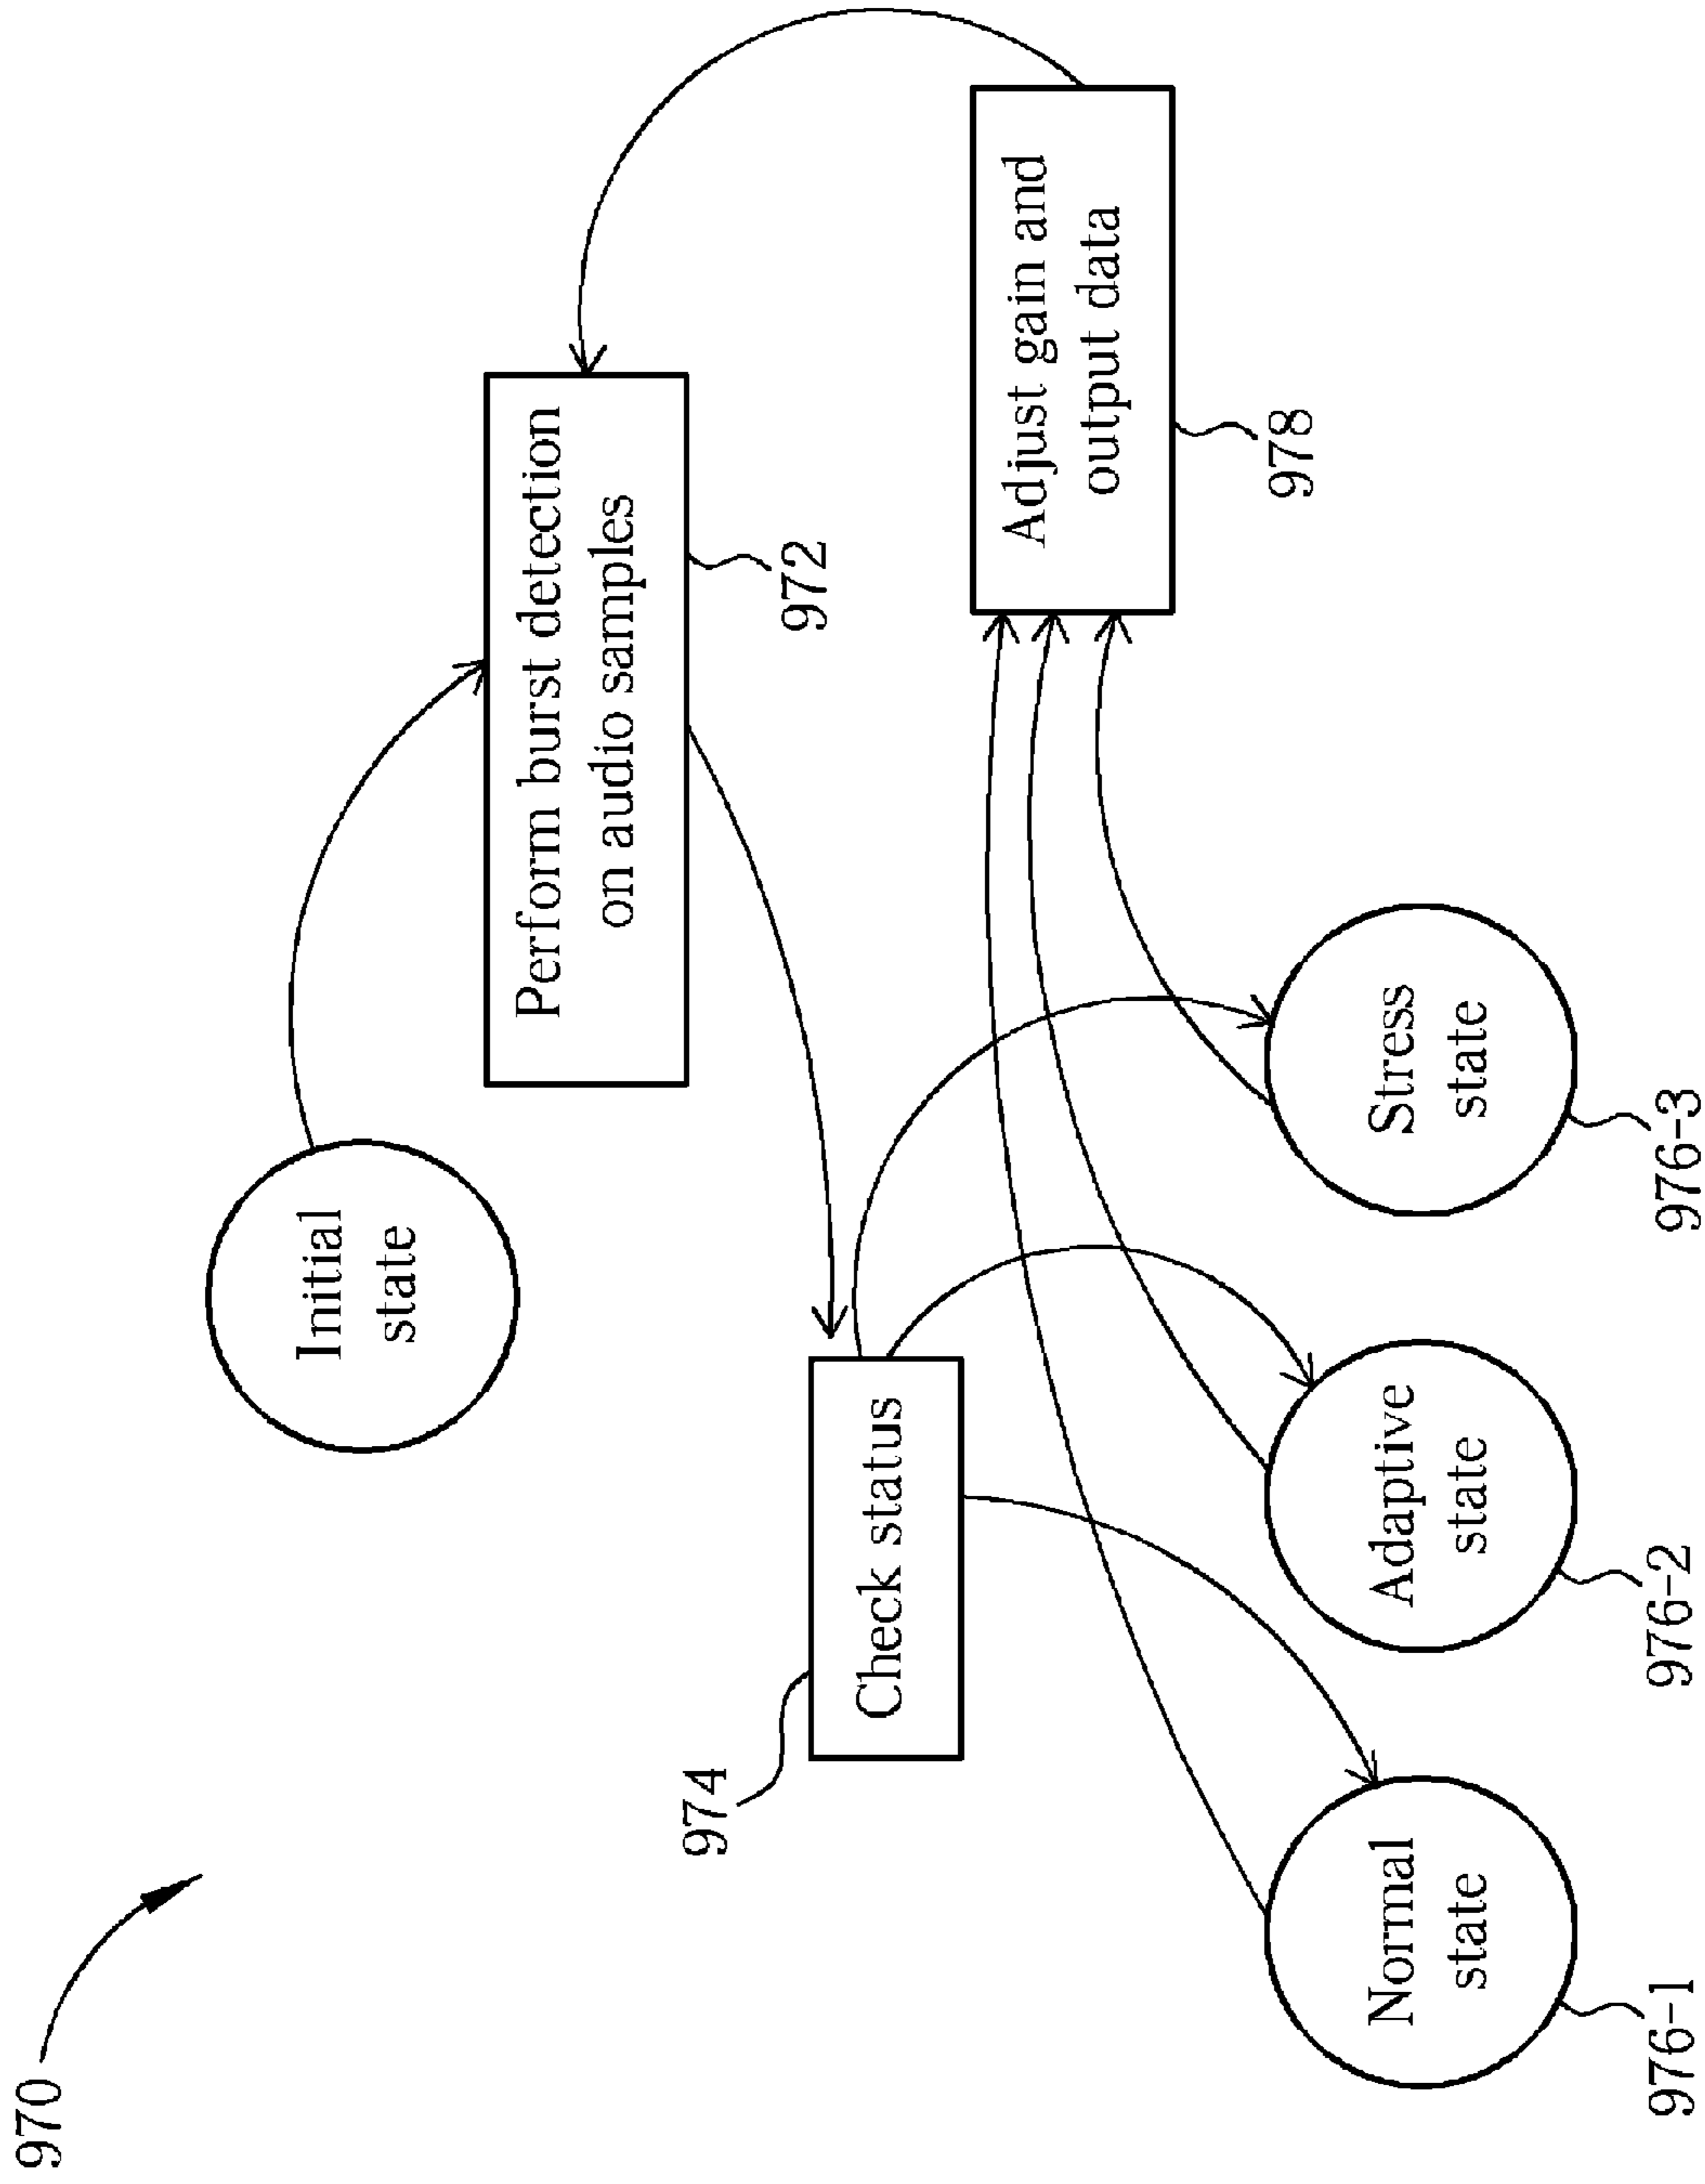 970
Initial
state
Perform burst detection
on audio samples
972
974
Check status
Adjust gain and
output data
978
Normal
state
976-1
Adaptive
state
976-2
Stress
state
976-3